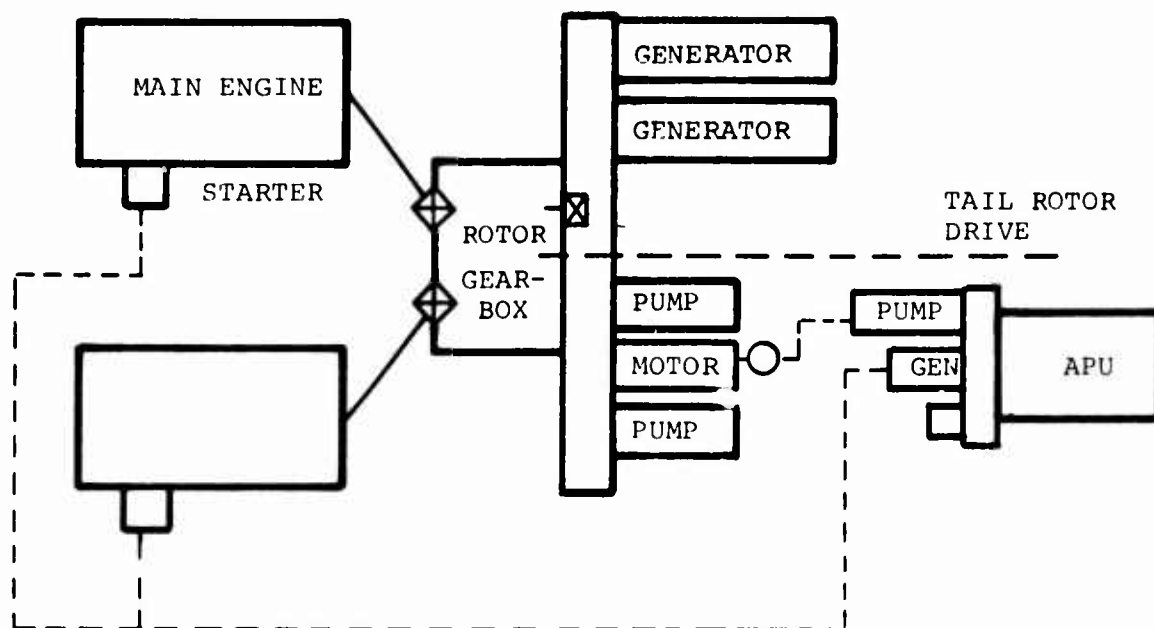 GENERATOR
MAIN ENGINE
GENERATOR
STARTER
TAIL ROTOR
DRIVE
ROTOR
GEAR-
BOX
PUMP
PUMP
MOTOR
GEN
APU
PUMP